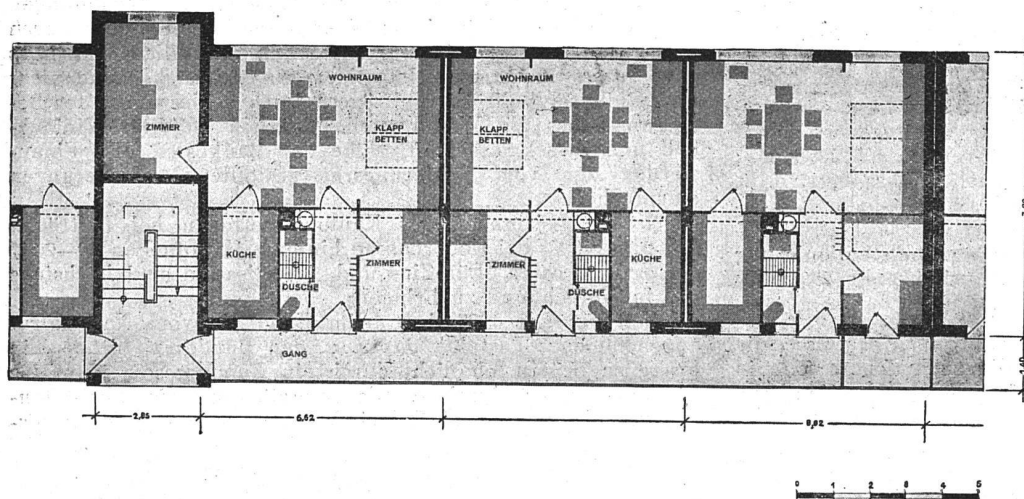 WOHNRAUM
WOHNRAUM
ZIMMER
KLAPP
BETTEN
KLAPP
BETTEN
KÜCHE
ZIMMER
ZIMMER
KÜCHE
DUSCHE
DUSCHE
GANG
2,85
6,62
0 1 2 3 4 5